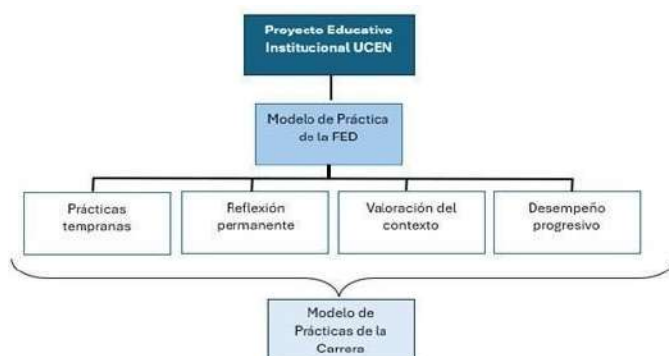 Proyecto Educativo
Institucional UCEN
Modelo de Práctica
de la FED
Prácticas
tempranas
Reflexión
permanente
Valoración del
contexto
Desempeño
progresivo
Modelo de
Prácticas de la
Carrera